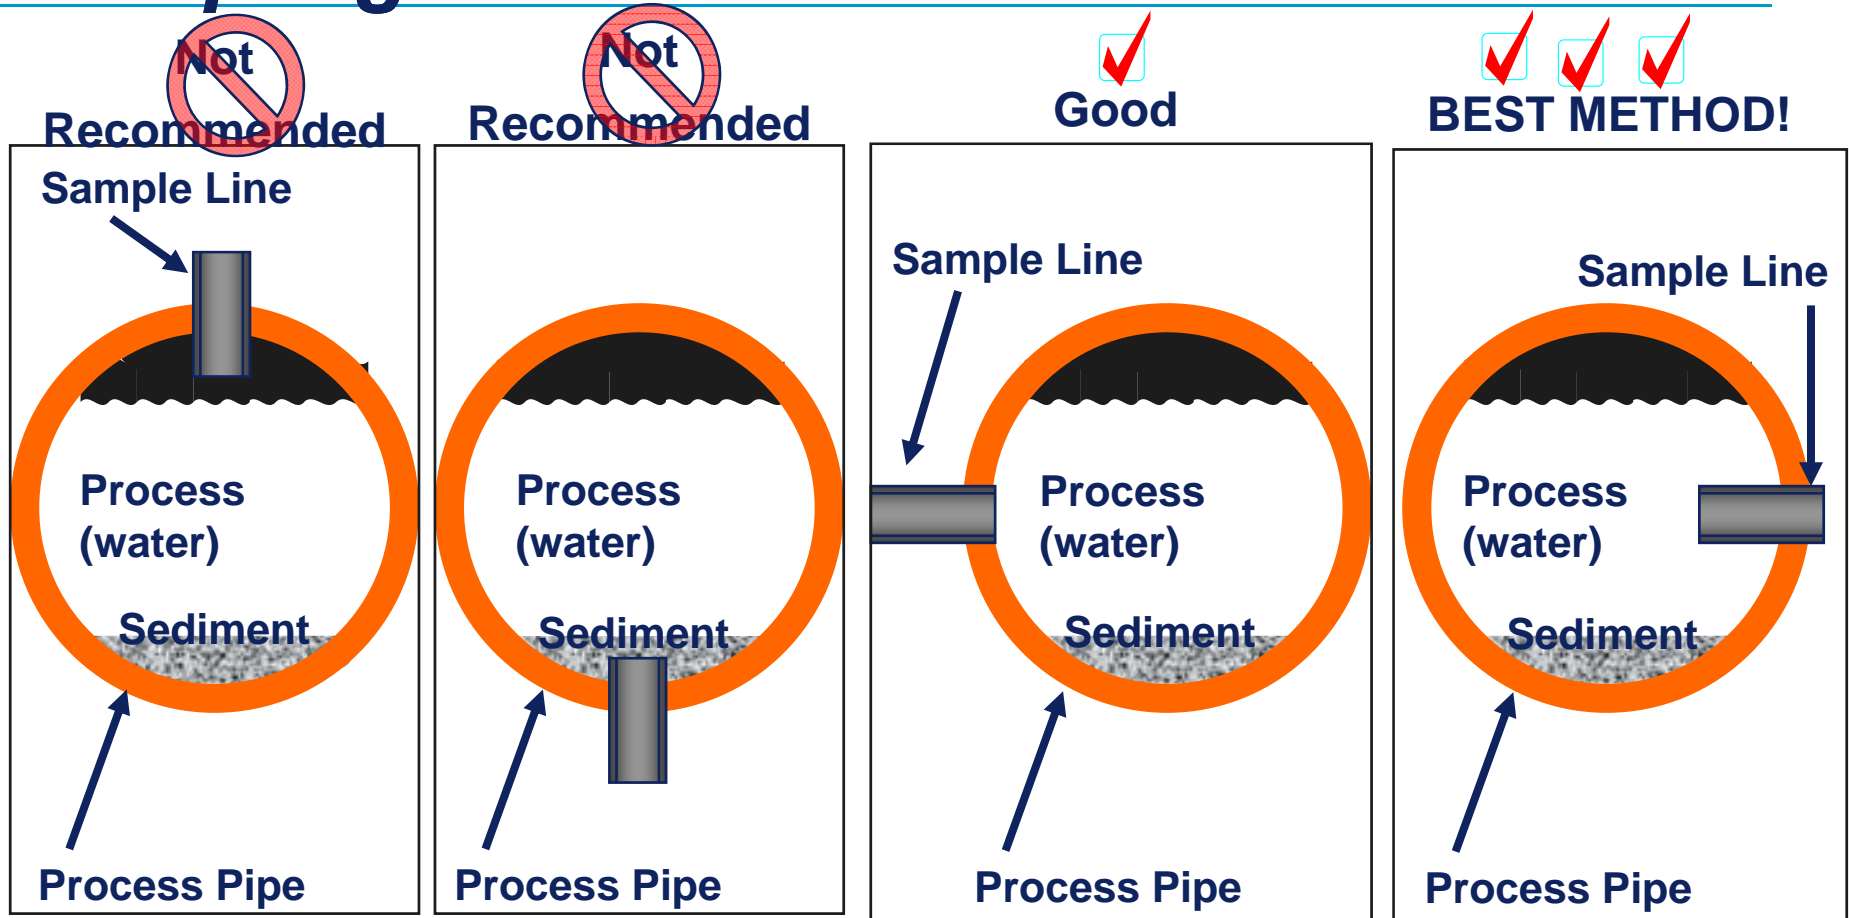 Not
Recommended
Sample Line
Process
(water)
Sediment
Process Pipe
Not
Recommended
Process
(water)
Sediment
Process Pipe
Good
Sample Line
Process
(water)
Sediment
Process Pipe
BEST METHOD!
Sample Line
Process
(water)
Sediment
Process Pipe